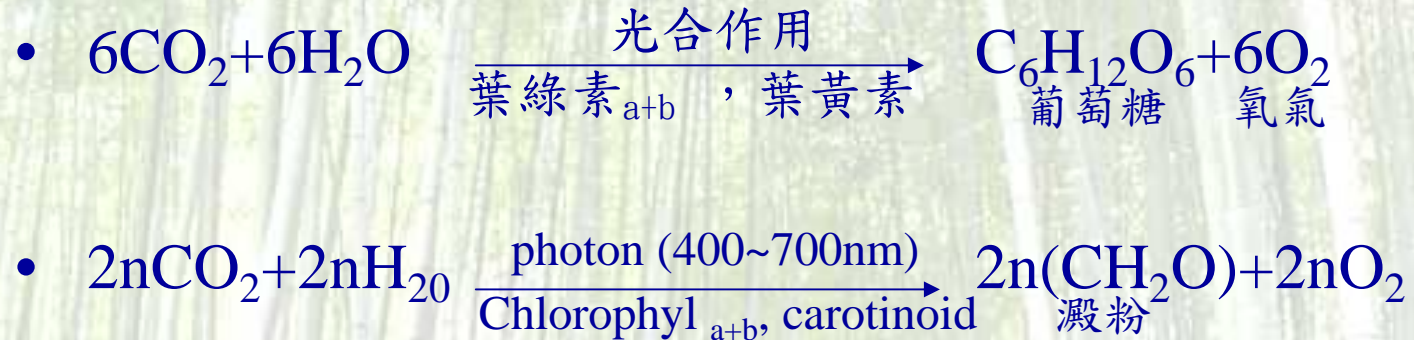 • 6CO₂+6H₂O 光合作用 C₆H₁₂O₆+6O₂
葉綠素ₐ₊b ，葉黃素 葡萄糖 氧氣
• 2nCO₂+2nH₂₀ photon (400~700nm) 2n(CH₂O)+2nO₂
Chlorophyl ₐ₊b, carotinoid 澱粉